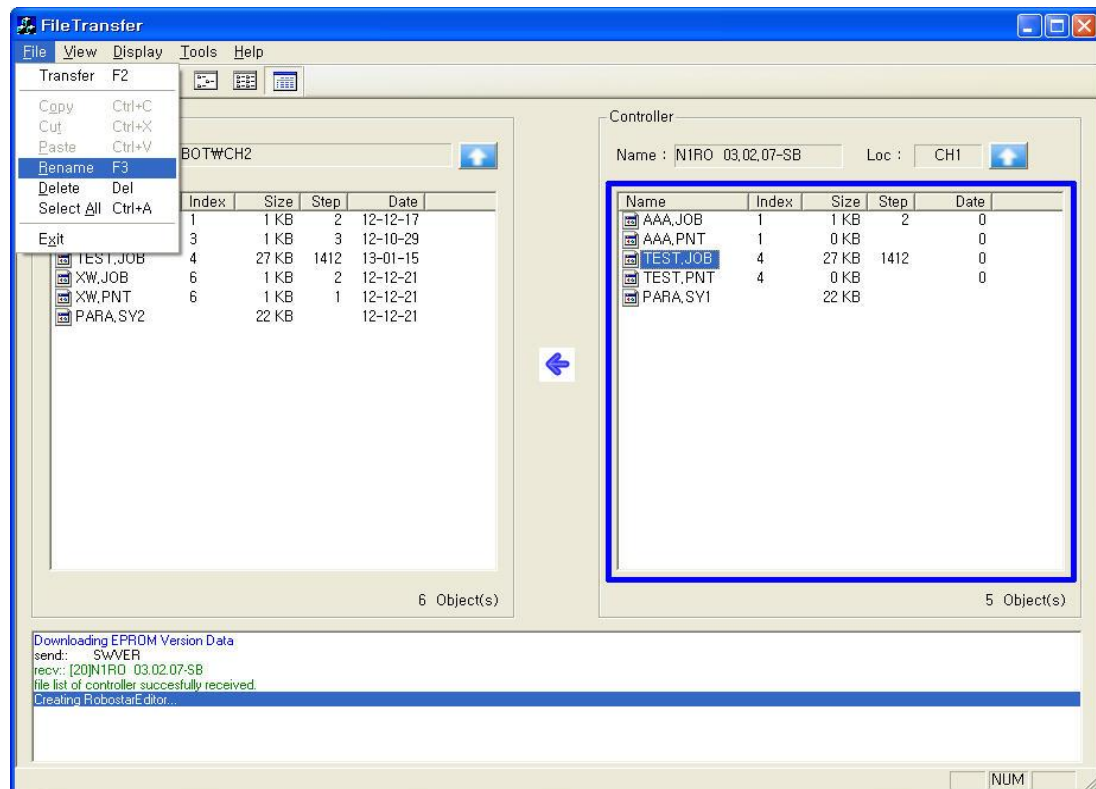 FileTransfer
File View Display Tools Help
Transfer F2
Copy Ctrl+C
Cut Ctrl+X
Paste Ctrl+V
Rename F3
Delete Del
Select All Ctrl+A
Exit
BOT₩CH2
Index Size Step Date
1 1 KB 2 12-12-17
3 1 KB 3 12-10-29
TEST.JOB 4 27 KB 1412 13-01-15
XW.JOB 6 1 KB 2 12-12-21
XW.PNT 6 1 KB 1 12-12-21
PARA.SY2 22 KB 12-12-21
6 Object(s)
Controller
Name : N1RO 03.02.07-SB Loc : CH1
Name Index Size Step Date
AAA.JOB 1 1 KB 2 0
AAA.PNT 1 0 KB 0
TEST.JOB 4 27 KB 1412 0
TEST.PNT 4 0 KB 0
PARA.SY1 22 KB
5 Object(s)
Downloading EPROM Version Data
send:: SWVER
recv:: [20]N1RO 03.02.07-SB
file list of controller succesfully received.
Creating RobostarEditor...
NUM